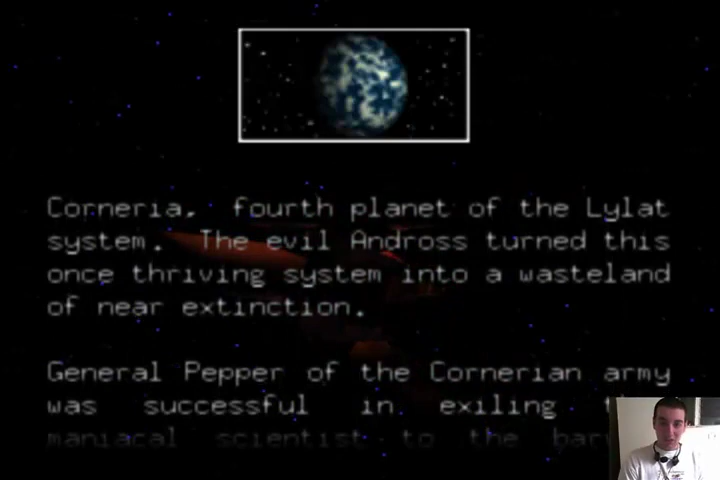 Corneria, fourth planet of the Lylat
system. The evil Andross turned this
once thriving system into a wasteland
of near extinction.
General Pepper of the Cornerian army
was successful in exiling
maniacal scientist to the